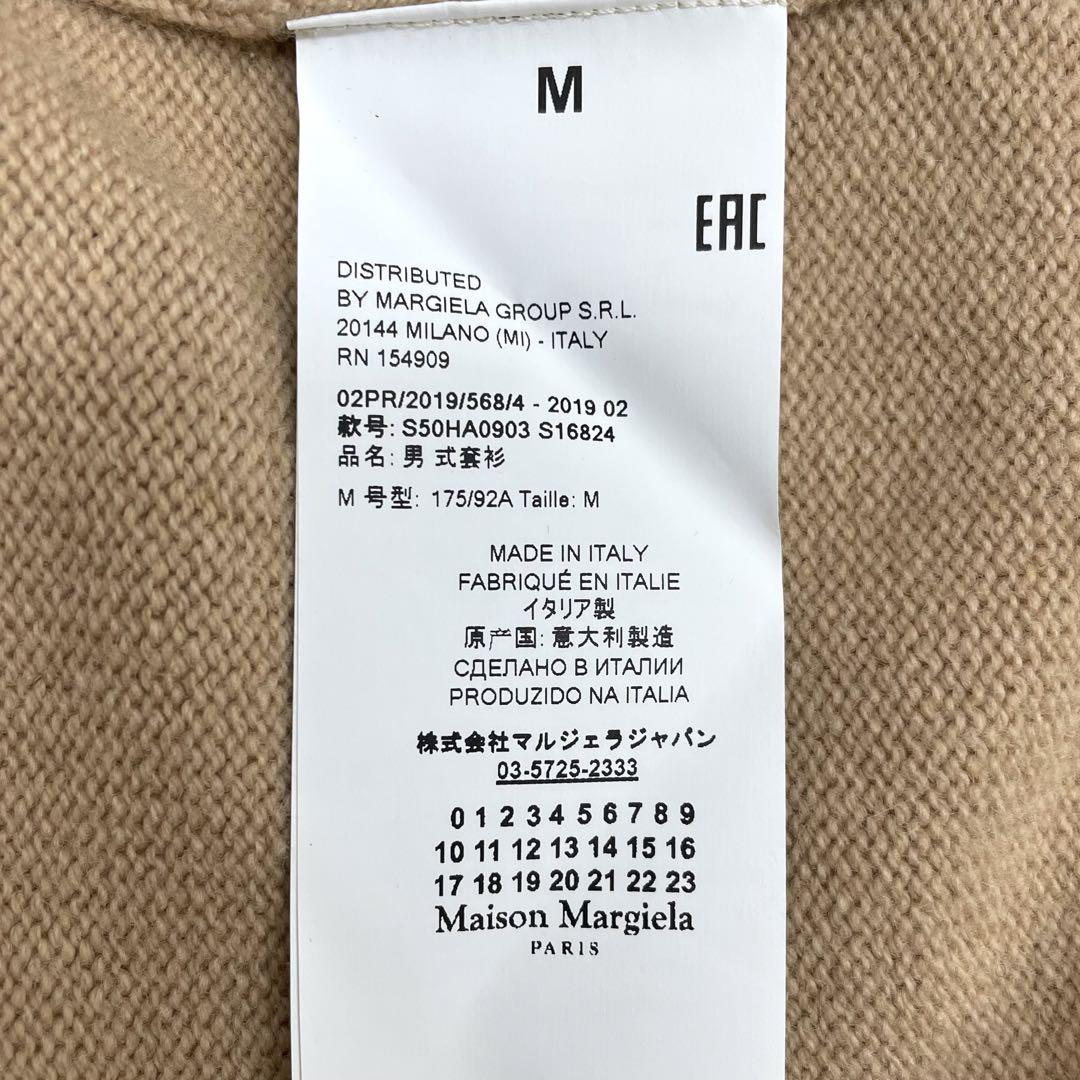 M
EAC
DISTRIBUTED
BY MARGIELA GROUP S.R.L.
20144 MILANO (MI) - ITALY
RN 154909
02PR/2019/568/4 - 2019 02
款号: S50HA0903 S16824
品名: 男 式套衫
M 号型: 175/92A Taille: M
MADE IN ITALY
FABRIQUÉ EN ITALIE
イタリア製
原产国: 意大利製造
СДЕЛАНО В ИТАЛИИ
PRODUZIDO NA ITALIA
株式会社マルジェラジャパン
03-5725-2333
0 1 2 3 4 5 6 7 8 9
10 11 12 13 14 15 16
17 18 19 20 21 22 23
Maison Margiela
PARIS